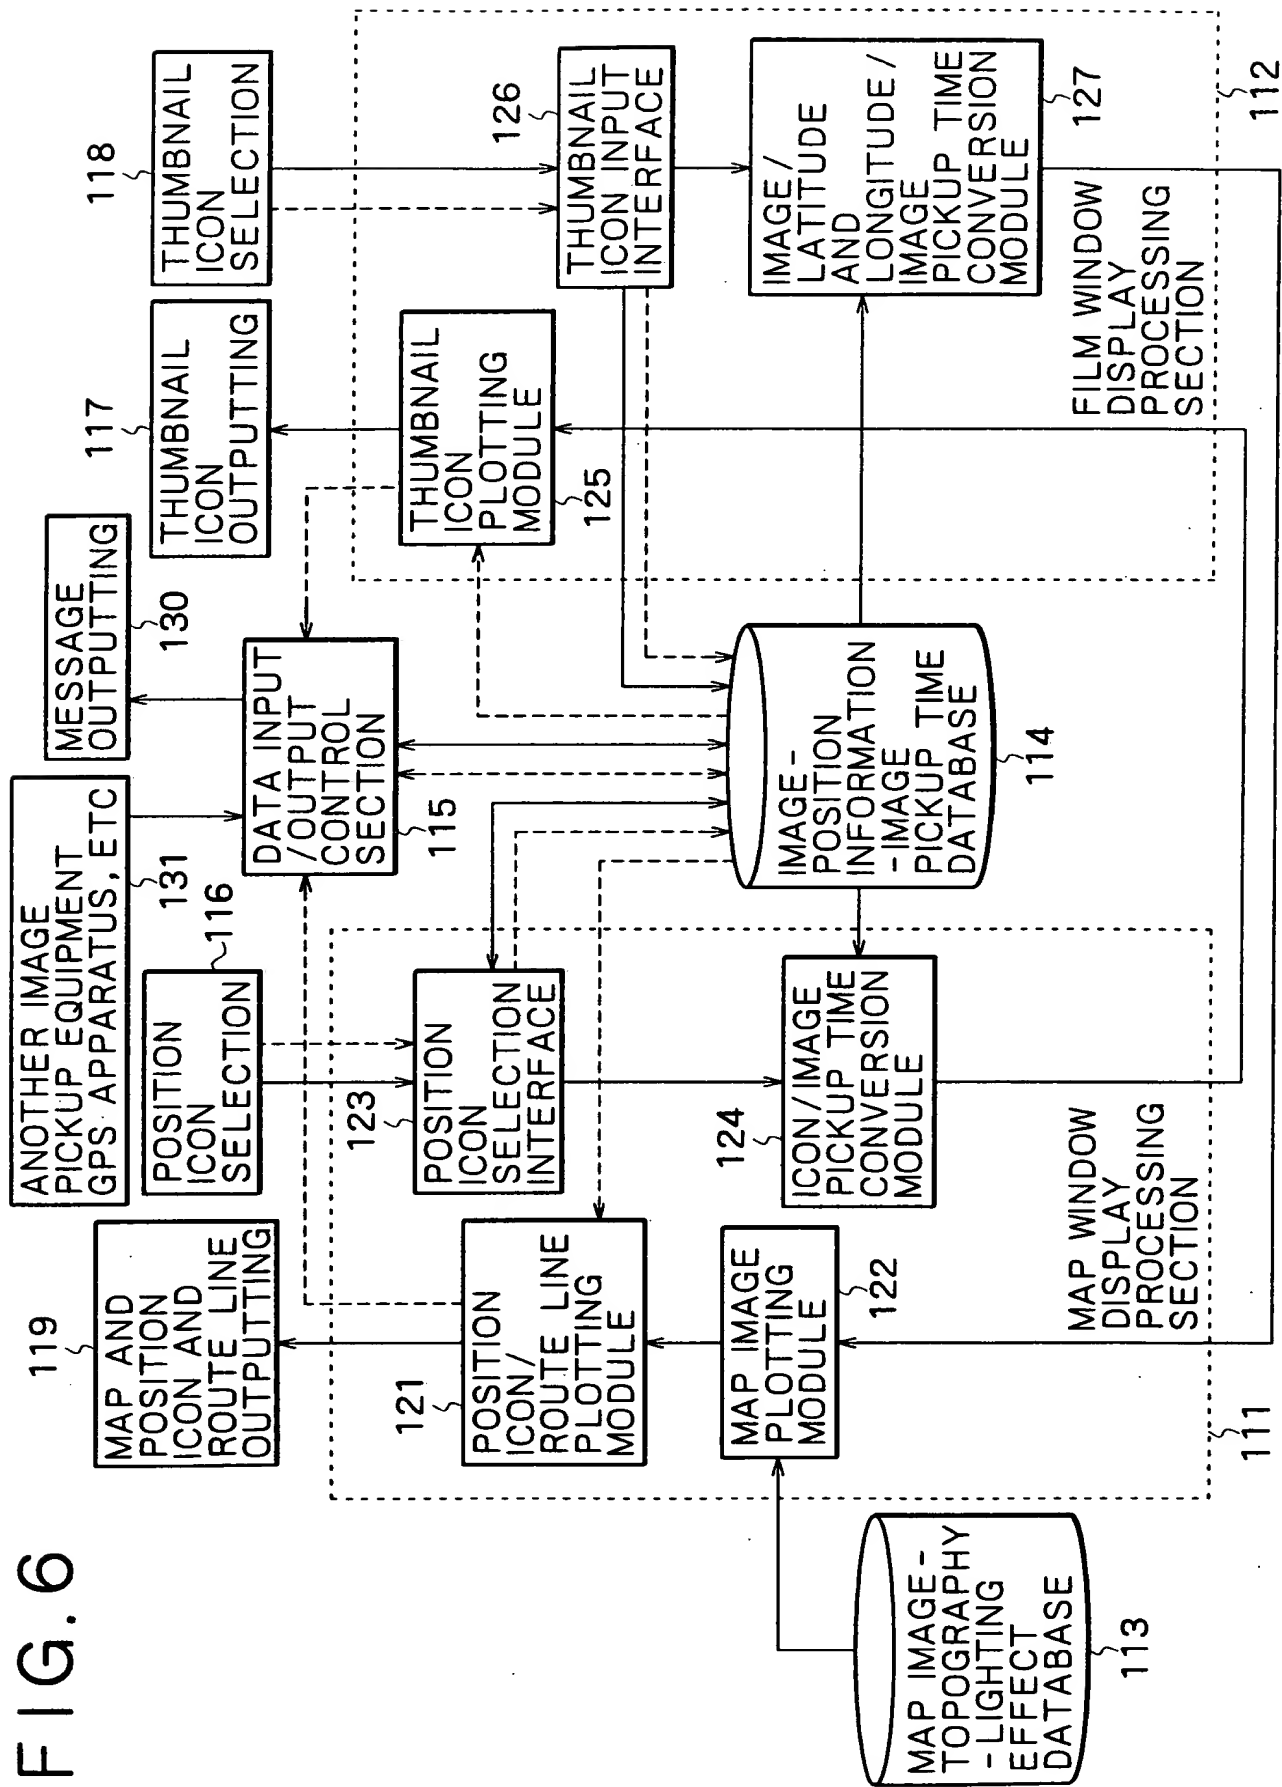 FIG.6
119
MAP AND
POSITION
ICON AND
ROUTE LINE
OUTPUTTING
ANOTHER IMAGE
PICKUP EQUIPMENT
GPS APPARATUS, ETC
131
POSITION
ICON
SELECTION
116
MESSAGE
OUTPUTTING
130
117
THUMBNAIL
ICON
OUTPUTTING
118
THUMBNAIL
ICON
SELECTION
DATA INPUT
/OUTPUT
CONTROL
SECTION
115
121
POSITION
ICON/
ROUTE LINE
PLOTTING
MODULE
123
POSITION
ICON
SELECTION
INTERFACE
THUMBNAIL
ICON
PLOTTING
MODULE
125
126
THUMBNAIL
ICON INPUT
INTERFACE
MAP IMAGE
PLOTTING
MODULE
122
124
ICON/IMAGE
PICKUP TIME
CONVERSION
MODULE
IMAGE-
POSITION
INFORMATION
-IMAGE
PICKUP TIME
DATABASE
114
IMAGE/
LATITUDE
AND
LONGITUDE/
IMAGE
PICKUP TIME
CONVERSION
MODULE
127
MAP IMAGE-
TOPOGRAPHY
-LIGHTING
EFFECT
DATABASE
113
MAP WINDOW
DISPLAY
PROCESSING
SECTION
111
FILM WINDOW
DISPLAY
PROCESSING
SECTION
112